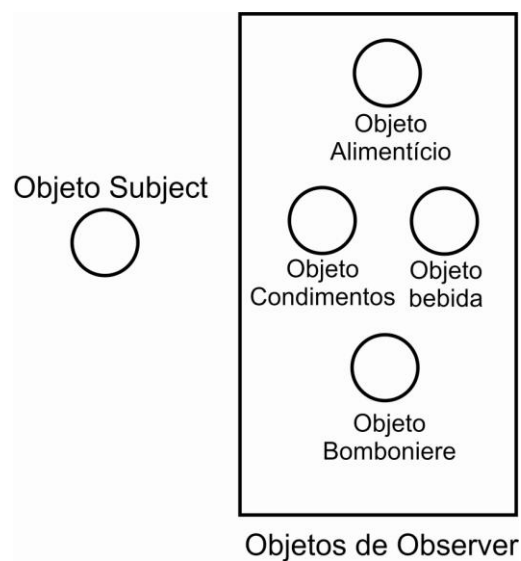 Objeto
Alimentício
Objeto Subject
Objeto
Condimentos
Objeto
bebida
Objeto
Bomboniere
Objetos de Observer